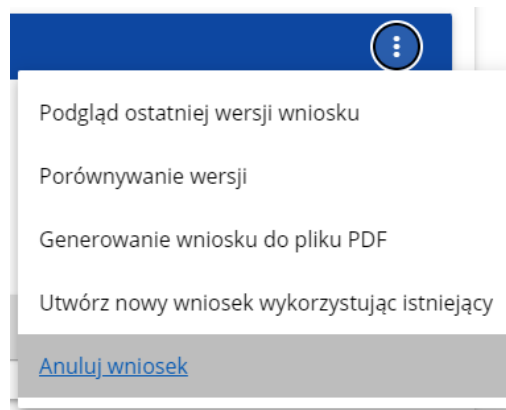 Podgląd ostatniej wersji wniosku
Porównywanie wersji
Generowanie wniosku do pliku PDF
Utwórz nowy wniosek wykorzystując istniejący
Anuluj wniosek